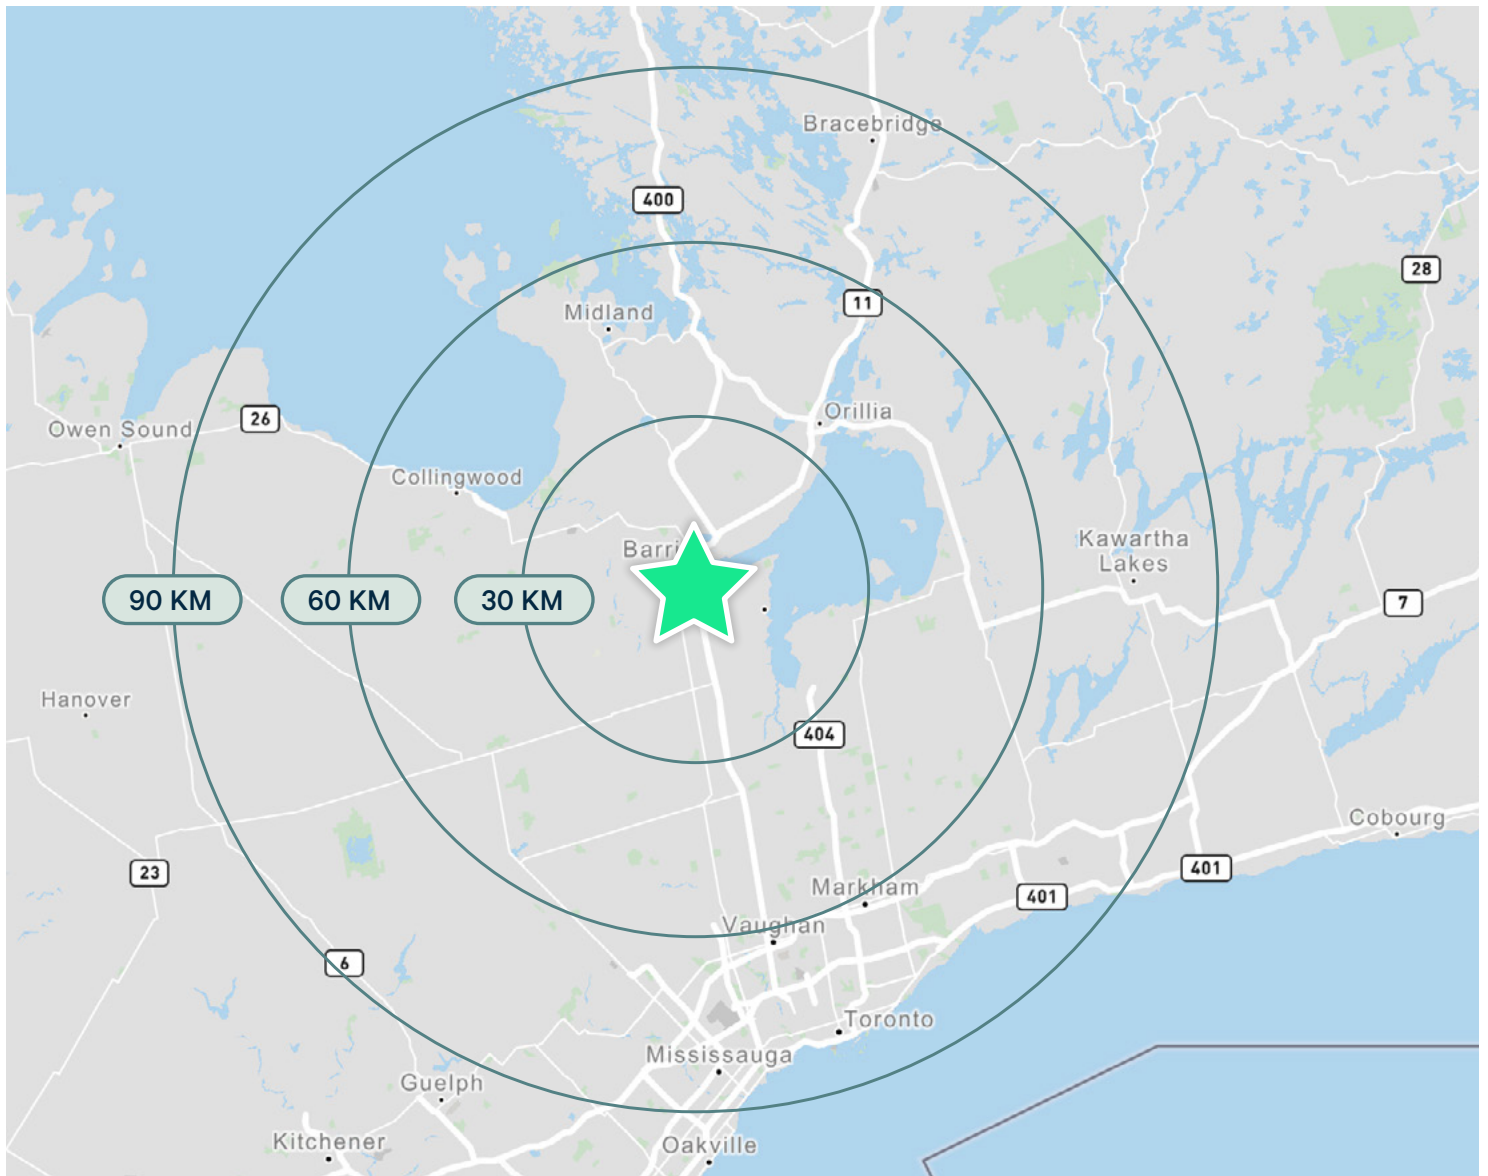 Bracebridge
400
28
11
Midland
Orillia
26
Owen Sound
Collingwood
Kawartha
Lakes
Barri
90 KM
60 KM
30 KM
7
Hanover
404
Cobourg
23
401
Markham
401
Vaughan
6
Toronto
Mississauga
Guelph
Kitchener
Oakville